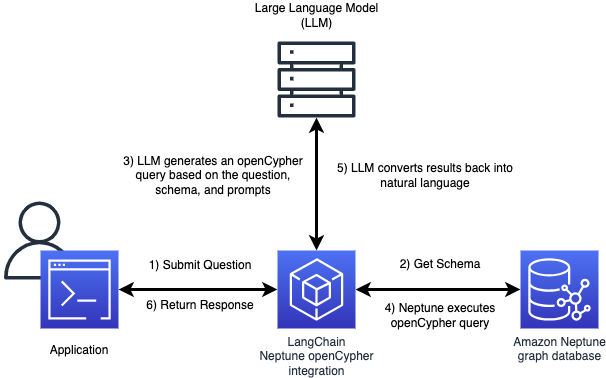 Large Language Model
(LLM)
3) LLM generates an openCypher
query based on the question,
schema, and prompts
5) LLM converts results back into
natural language
1) Submit Question
6) Return Response
2) Get Schema
4) Neptune executes
openCypher query
Application
LangChain
Neptune openCypher
integration
Amazon Neptune
graph database